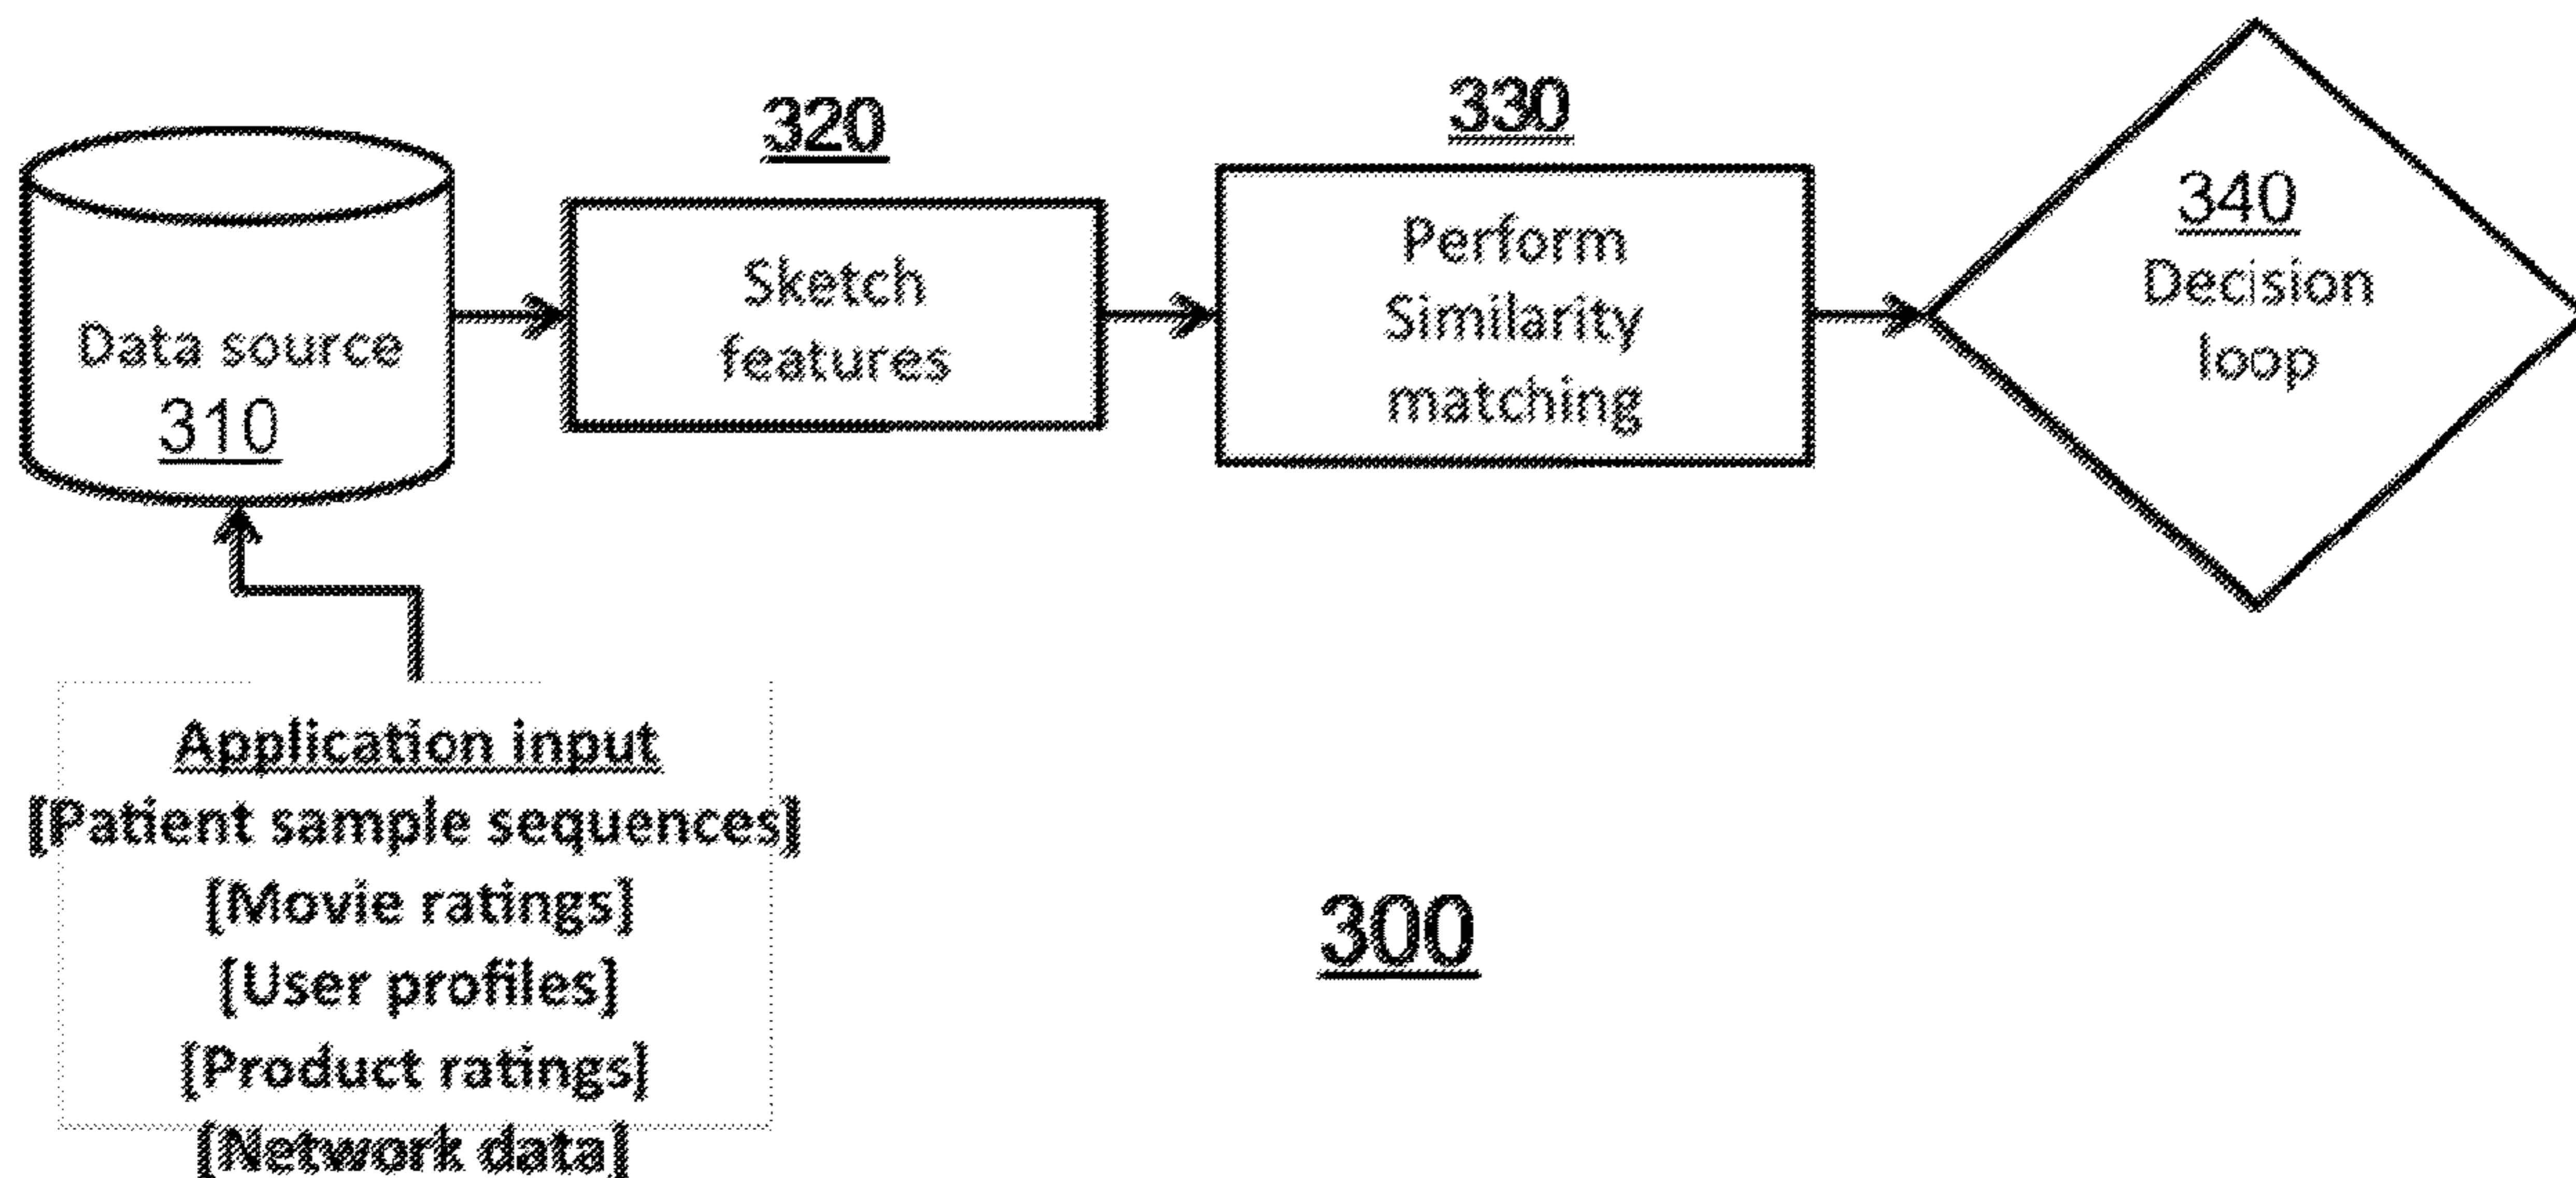 Data source
310
320
Sketch
features
330
Perform
Similarity
matching
340
Decision
loop
Application input
[Patient sample sequences]
[Movie ratings]
[User profiles]
[Product ratings]
[Network data]
300